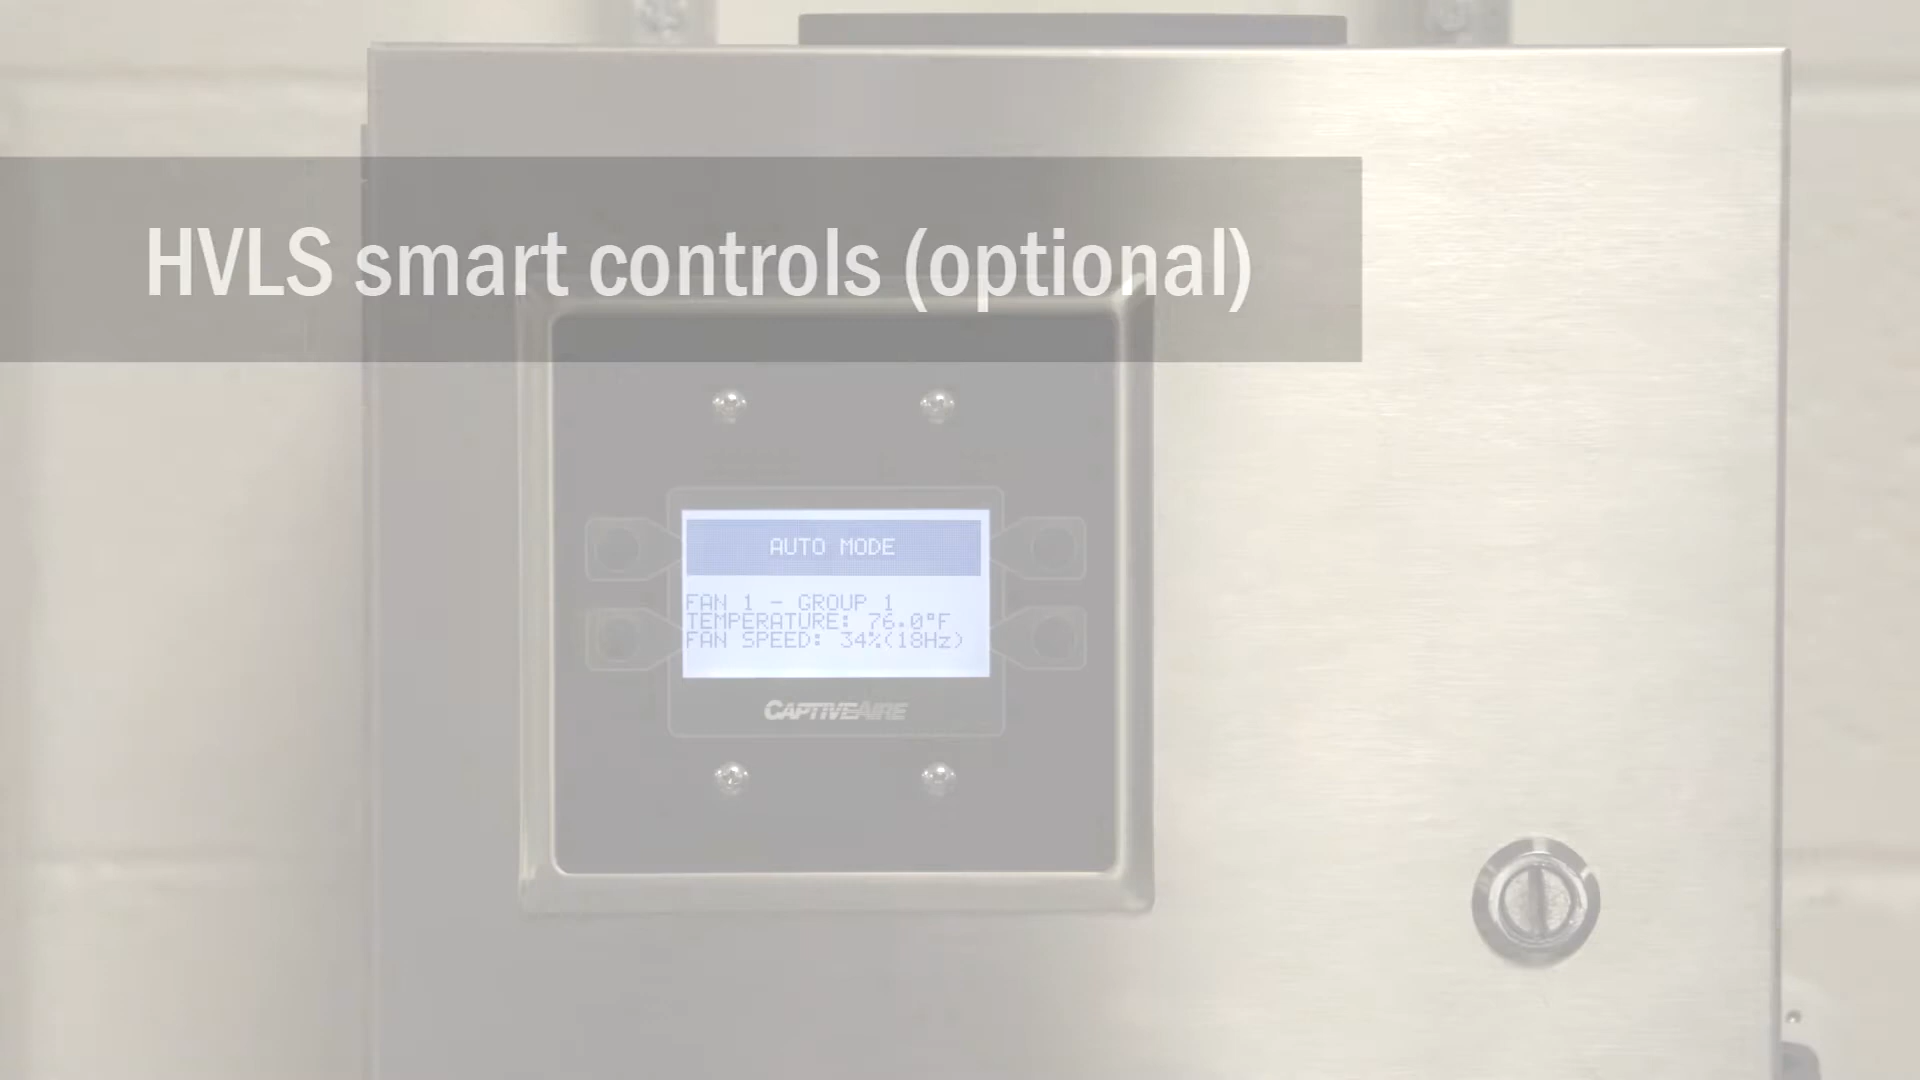 HVLS smart controls (optional)
AUTO MODE
FAN 1 - GROUP 1
TEMPERATURE: 76.0°F
FAN SPEED: 34%(18Hz)
CAPTIVEAIRE